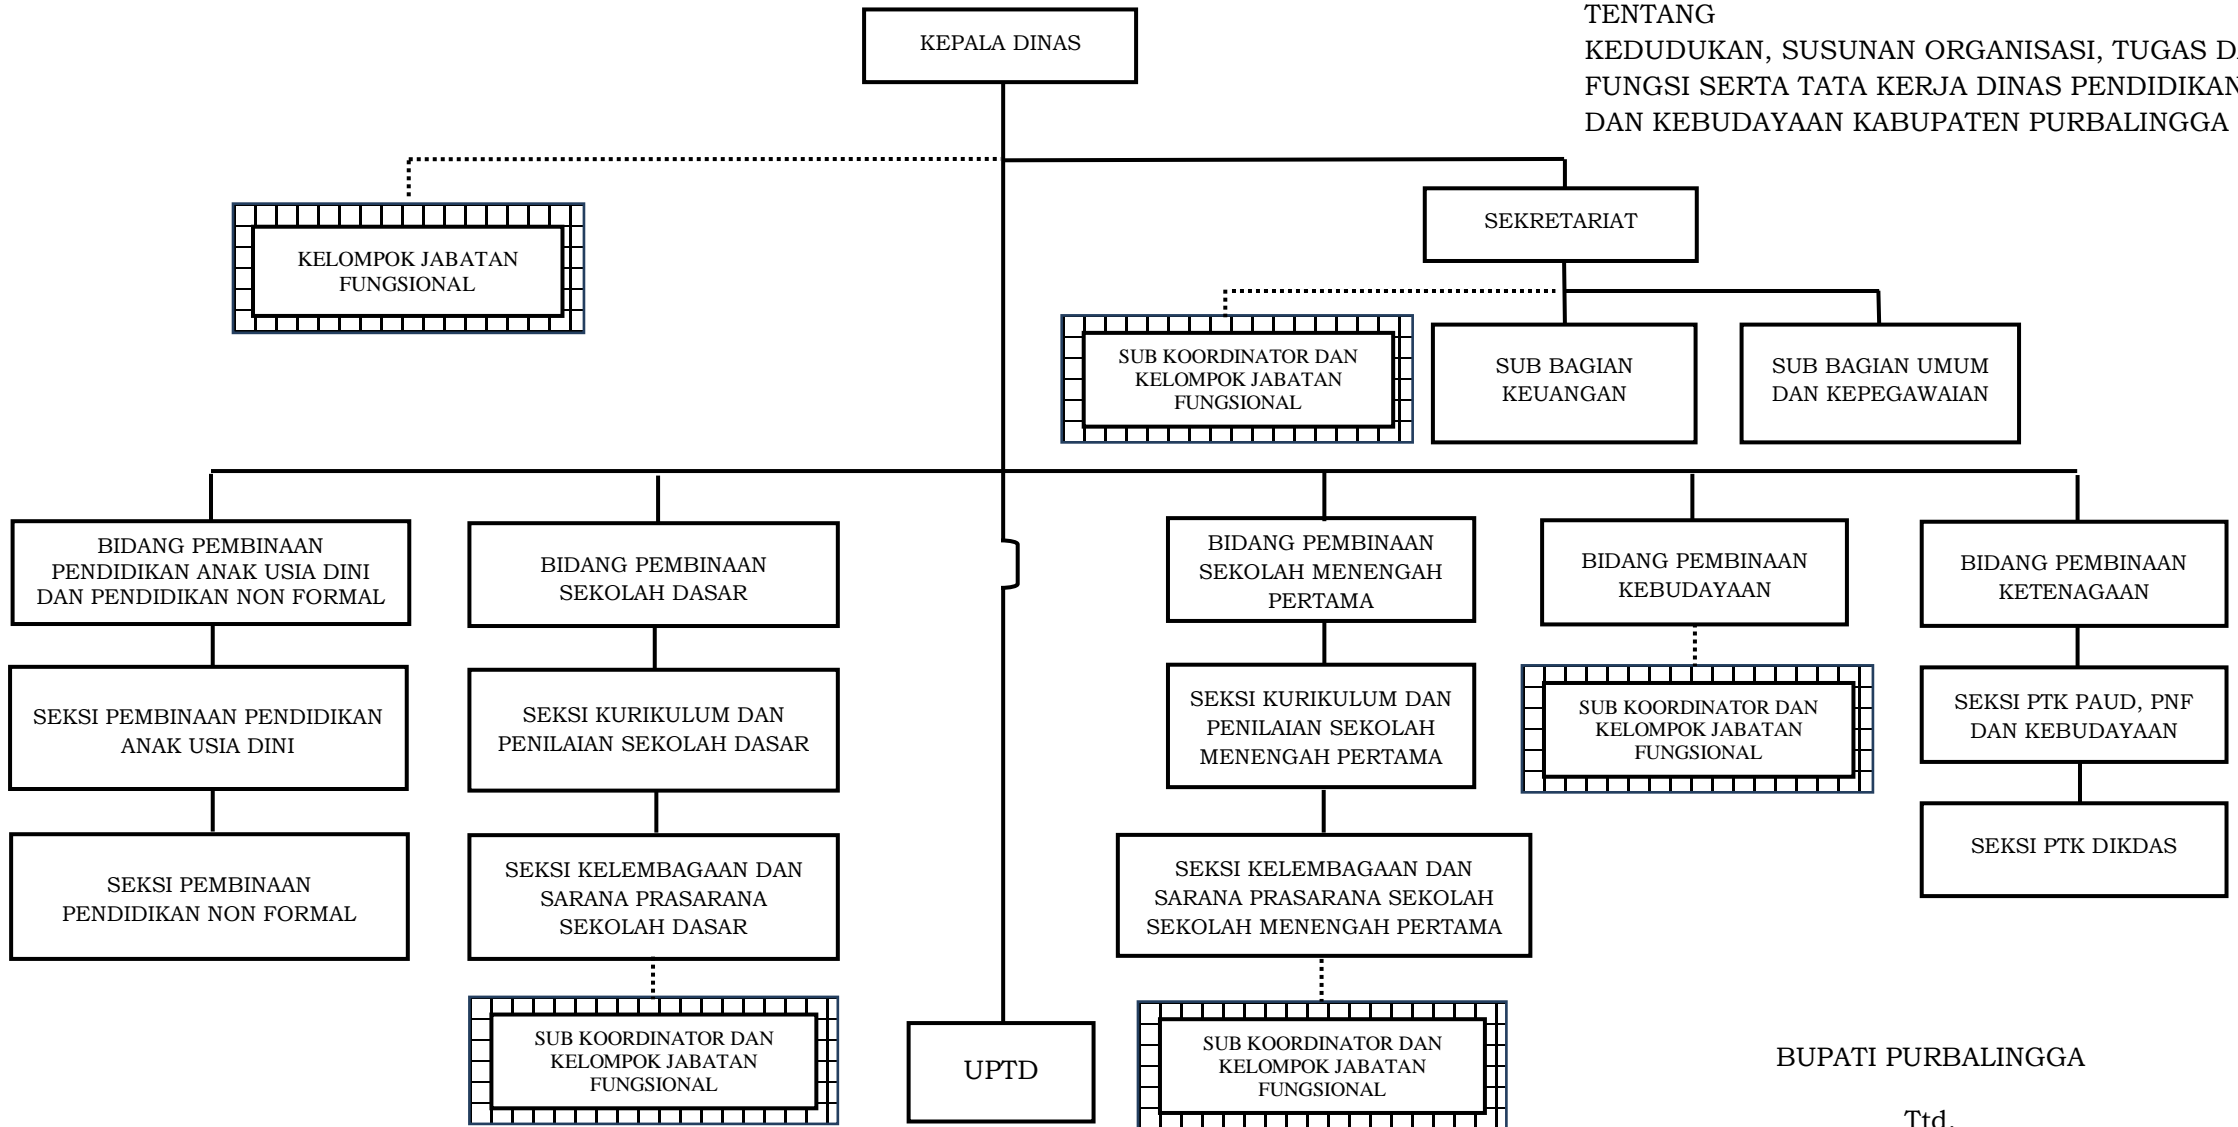 TENTANG
KEDUDUKAN, SUSUNAN ORGANISASI, TUGAS
FUNGSI SERTA TATA KERJA DINAS PENDIDIKAN
DAN KEBUDAYAAN KABUPATEN PURBALINGGA
KEPALA DINAS
SEKRETARIAT
KELOMPOK JABATAN
FUNGSIONAL
SUB KOORDINATOR DAN
KELOMPOK JABATAN
FUNGSIONAL
SUB BAGIAN
KEUANGAN
SUB BAGIAN UMUM
DAN KEPEGAWAIAN
BIDANG PEMBINAAN
PENDIDIKAN ANAK USIA DINI
DAN PENDIDIKAN NON FORMAL
BIDANG PEMBINAAN
SEKOLAH DASAR
BIDANG PEMBINAAN
SEKOLAH MENENGAH
PERTAMA
BIDANG PEMBINAAN
KEBUDAYAAN
BIDANG PEMBINAAN
KETENAGAAN
SEKSI PEMBINAAN PENDIDIKAN
ANAK USIA DINI
SEKSI KURIKULUM DAN
PENILAIAN SEKOLAH DASAR
SEKSI KURIKULUM DAN
PENILAIAN SEKOLAH
MENENGAH PERTAMA
SUB KOORDINATOR DAN
KELOMPOK JABATAN
FUNGSIONAL
SEKSI PTK PAUD, PNF
DAN KEBUDAYAAN
SEKSI PEMBINAAN
PENDIDIKAN NON FORMAL
SEKSI KELEMBAGAAN DAN
SARANA PRASARANA
SEKOLAH DASAR
SEKSI KELEMBAGAAN DAN
SARANA PRASARANA SEKOLAH
SEKOLAH MENENGAH PERTAMA
SEKSI PTK DIKDAS
SUB KOORDINATOR DAN
KELOMPOK JABATAN
FUNGSIONAL
UPTD
SUB KOORDINATOR DAN
KELOMPOK JABATAN
FUNGSIONAL
BUPATI PURBALINGGA
Ttd.